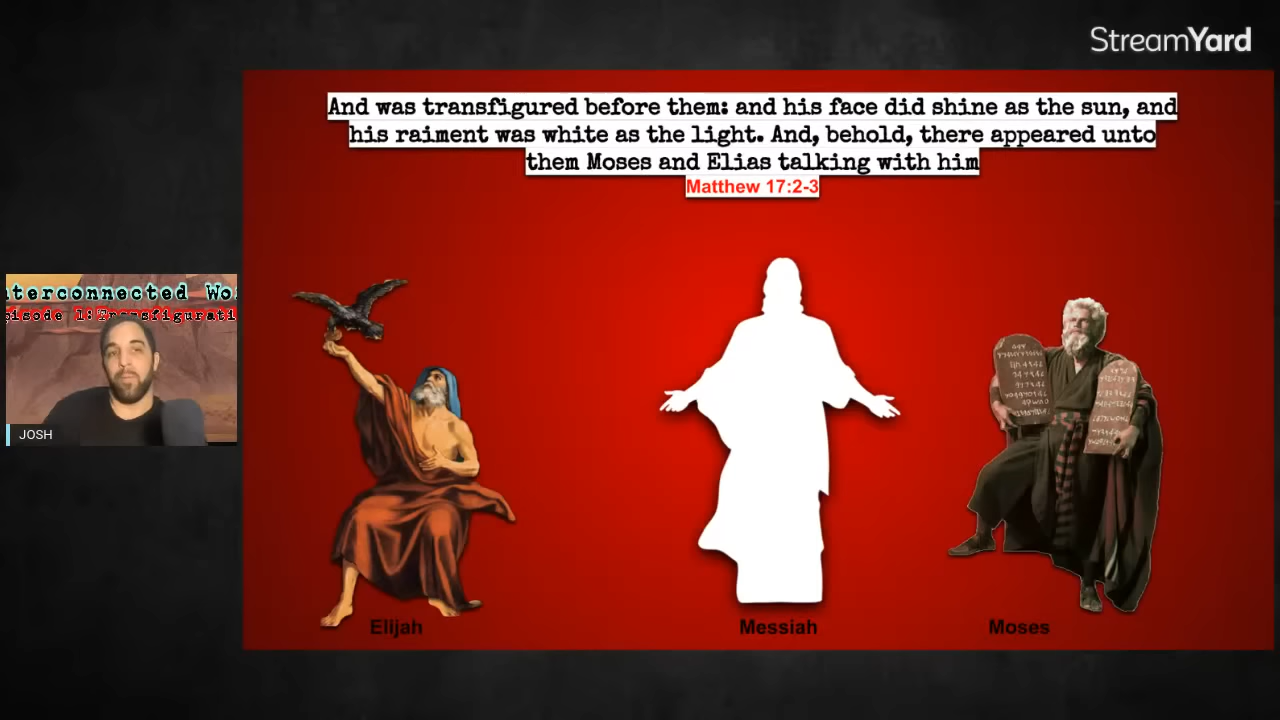 StreamYard
And was transfigured before them: and his face did shine as the sun, and
his raiment was white as the light. And, behold, there appeared unto
them Moses and Elias talking with him
Matthew 17:2-3
nterconnected Wo
JOSH
Elijah
Messiah
Moses